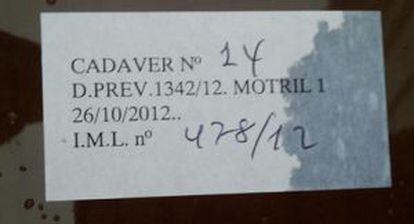 CADAVER Nº 14
D.PREV.1342/12. MOTRIL 1
26/10/2012..
I.M.L. nº 478/12